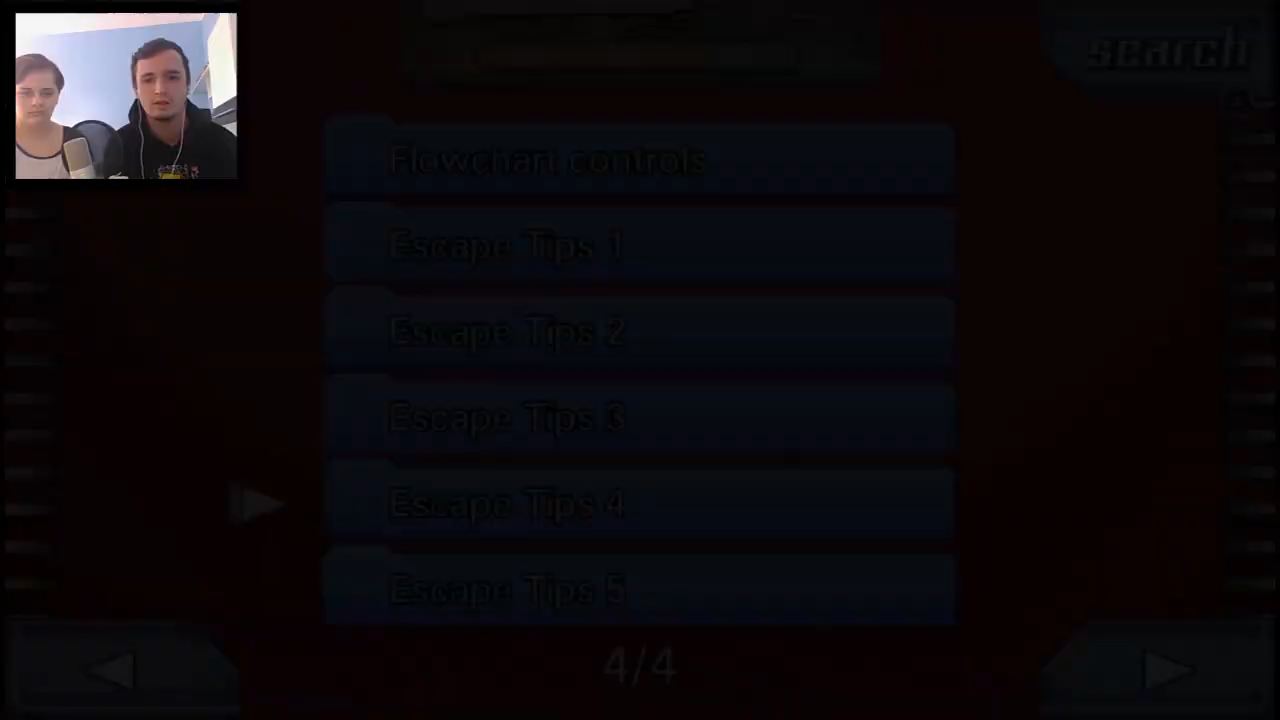 search
Flowchart controls
Escape Tips 1
Escape Tips 2
Escape Tips 3
Escape Tips 4
Escape Tips 5
4/4